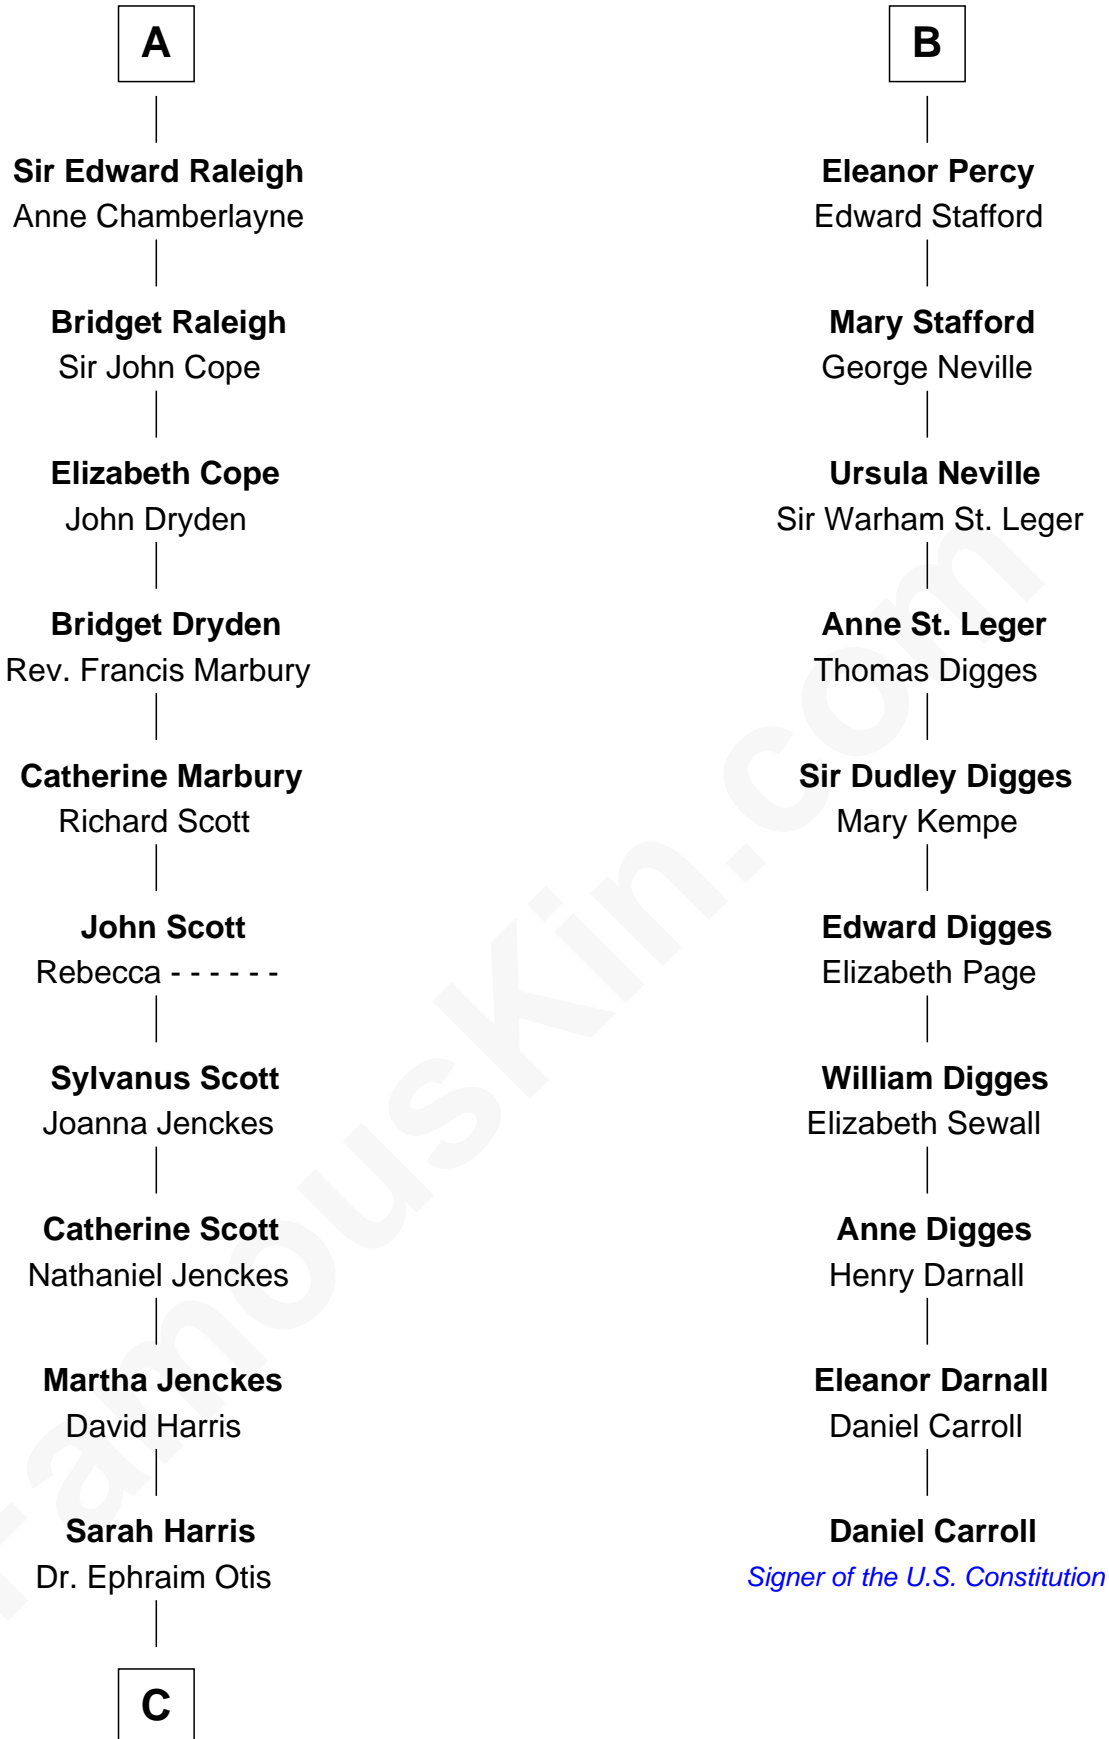 A
Sir Edward Raleigh
Anne Chamberlayne
Bridget Raleigh
Sir John Cope
Elizabeth Cope
John Dryden
Bridget Dryden
Rev. Francis Marbury
Catherine Marbury
Richard Scott
John Scott
Rebecca - - - - - -
Sylvanus Scott
Joanna Jenckes
Catherine Scott
Nathaniel Jenckes
Martha Jenckes
David Harris
Sarah Harris
Dr. Ephraim Otis
C
B
Eleanor Percy
Edward Stafford
Mary Stafford
George Neville
Ursula Neville
Sir Warham St. Leger
Anne St. Leger
Thomas Digges
Sir Dudley Digges
Mary Kempe
Edward Digges
Elizabeth Page
William Digges
Elizabeth Sewall
Anne Digges
Henry Darnall
Eleanor Darnall
Daniel Carroll
Daniel Carroll
Signer of the U.S. Constitution
FamousKin.com